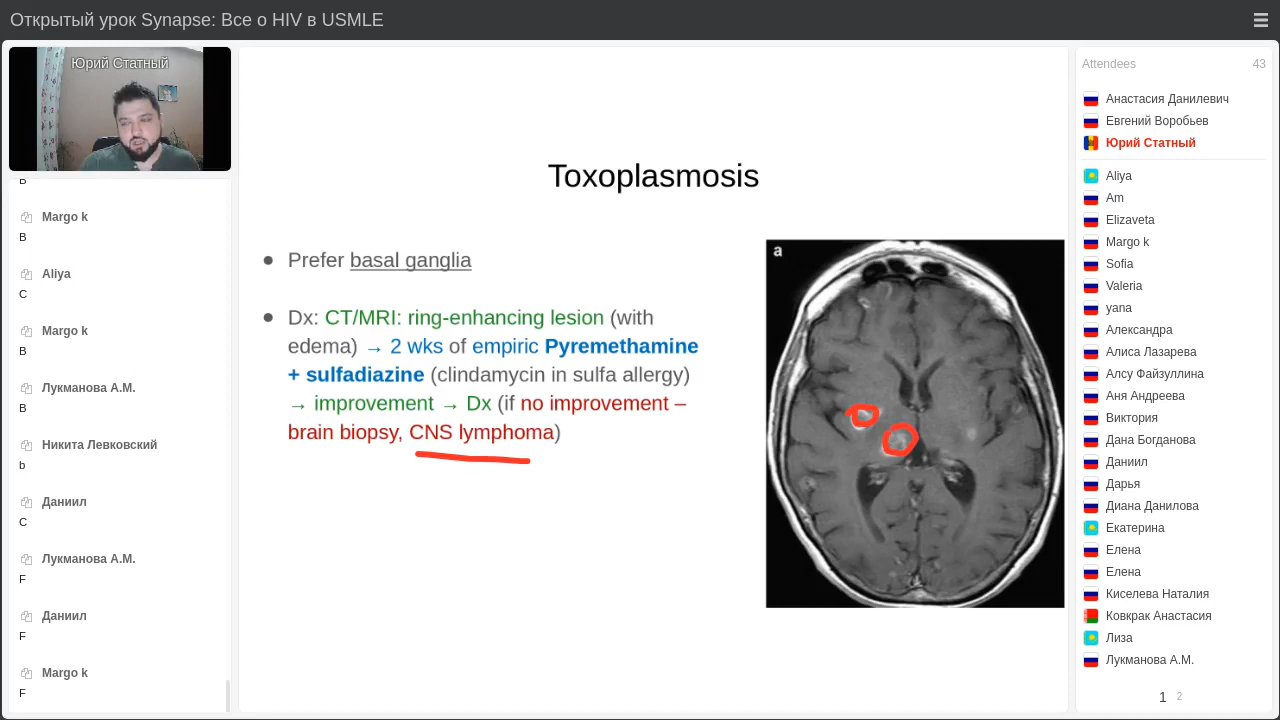 Открытый урок Synapse: Все о HIV в USMLE
Юрий Статный
B
Margo k
B
Aliya
C
Margo k
B
Лукманова А.М.
B
Никита Левковский
b
Даниил
C
Лукманова А.М.
F
Даниил
F
Margo k
F
Toxoplasmosis
● Prefer basal ganglia
● Dx: CT/MRI: ring-enhancing lesion (with
edema) → 2 wks of empiric Pyremethamine
+ sulfadiazine (clindamycin in sulfa allergy)
→ improvement → Dx (if no improvement –
brain biopsy, CNS lymphoma)
a
Attendees 43
Анастасия Данилевич
Евгений Воробьев
Юрий Статный
Aliya
Am
Elizaveta
Margo k
Sofia
Valeria
yana
Александра
Алиса Лазарева
Алсу Файзуллина
Аня Андреева
Виктория
Дана Богданова
Даниил
Дарья
Диана Данилова
Екатерина
Елена
Елена
Киселева Наталия
Ковкрак Анастасия
Лиза
Лукманова А.М.
1 2